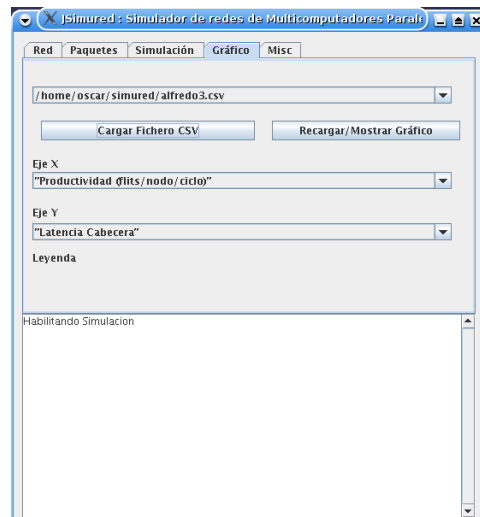 JSimured : Simulador de redes de Multicomputadores Parale
Red Paquetes Simulación Gráfico Misc
/home/oscar/simured/alfredo3.csv
Cargar Fichero CSV Recargar/Mostrar Gráfico
Eje X
"Productividad (flits/nodo/ciclo)"
Eje Y
"Latencia Cabecera"
Leyenda
Habilitando Simulacion